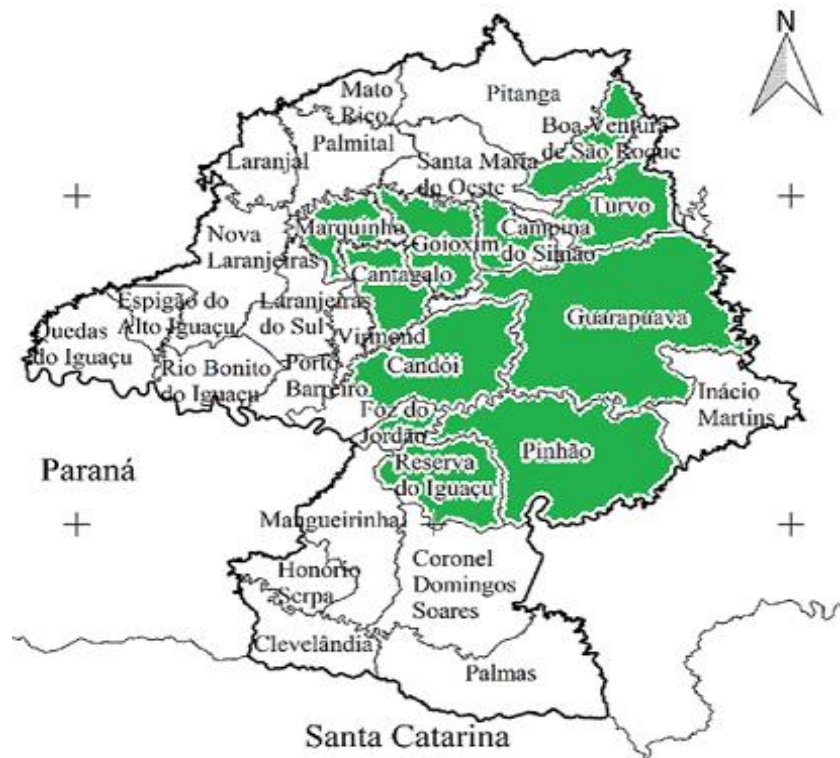 N
Mato
Rico
Pitanga
Boa Ventura
de São Roque
Palmital
Laranjal
Santa Maria
do Oeste
Turvo
Marquinho
Goioxim
Campina
do Simão
Nova
Laranjeiras
Cantagalo
Espigão do
Alto Iguaçu
Laranjeiras
do Sul
Guarapuava
Quedas
do Iguaçu
Virmond
Rio Bonito
do Iguaçu
Porto
Barreiro
Candói
Inácio
Martins
Foz do
Jordão
Pinhão
Reserva
do Iguaçu
Paraná
Mangueirinha
Honório
Serpa
Coronel
Domingos
Soares
Clevelândia
Palmas
Santa Catarina